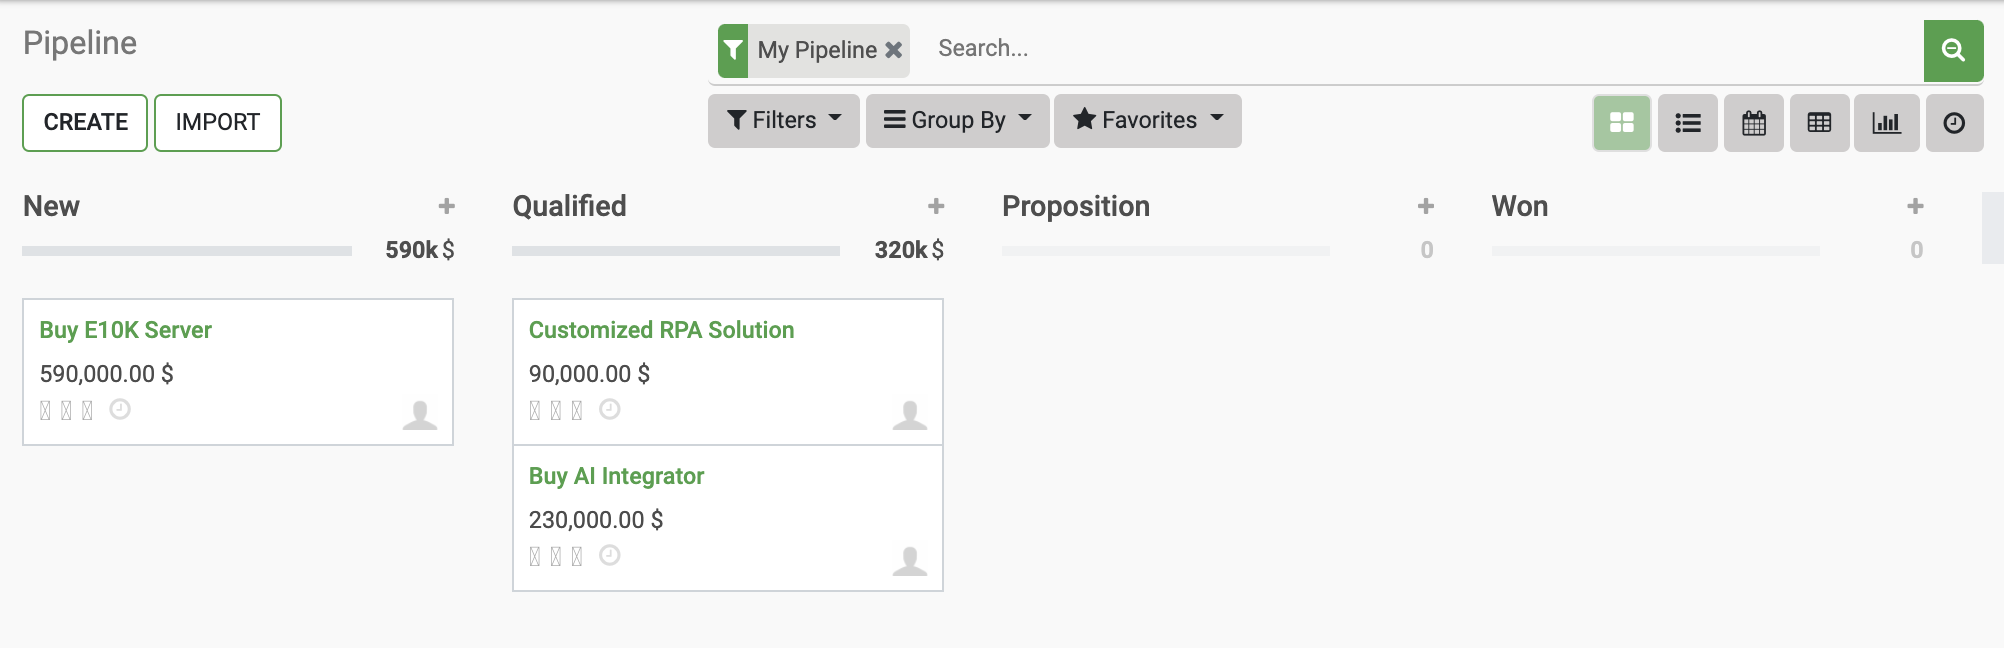 Pipeline
My Pipeline
Search...
CREATE
IMPORT
Filters
Group By
Favorites
New
590k $
Buy E10K Server
590,000.00 $
Qualified
320k $
Customized RPA Solution
90,000.00 $
Buy AI Integrator
230,000.00 $
Proposition
0
Won
0